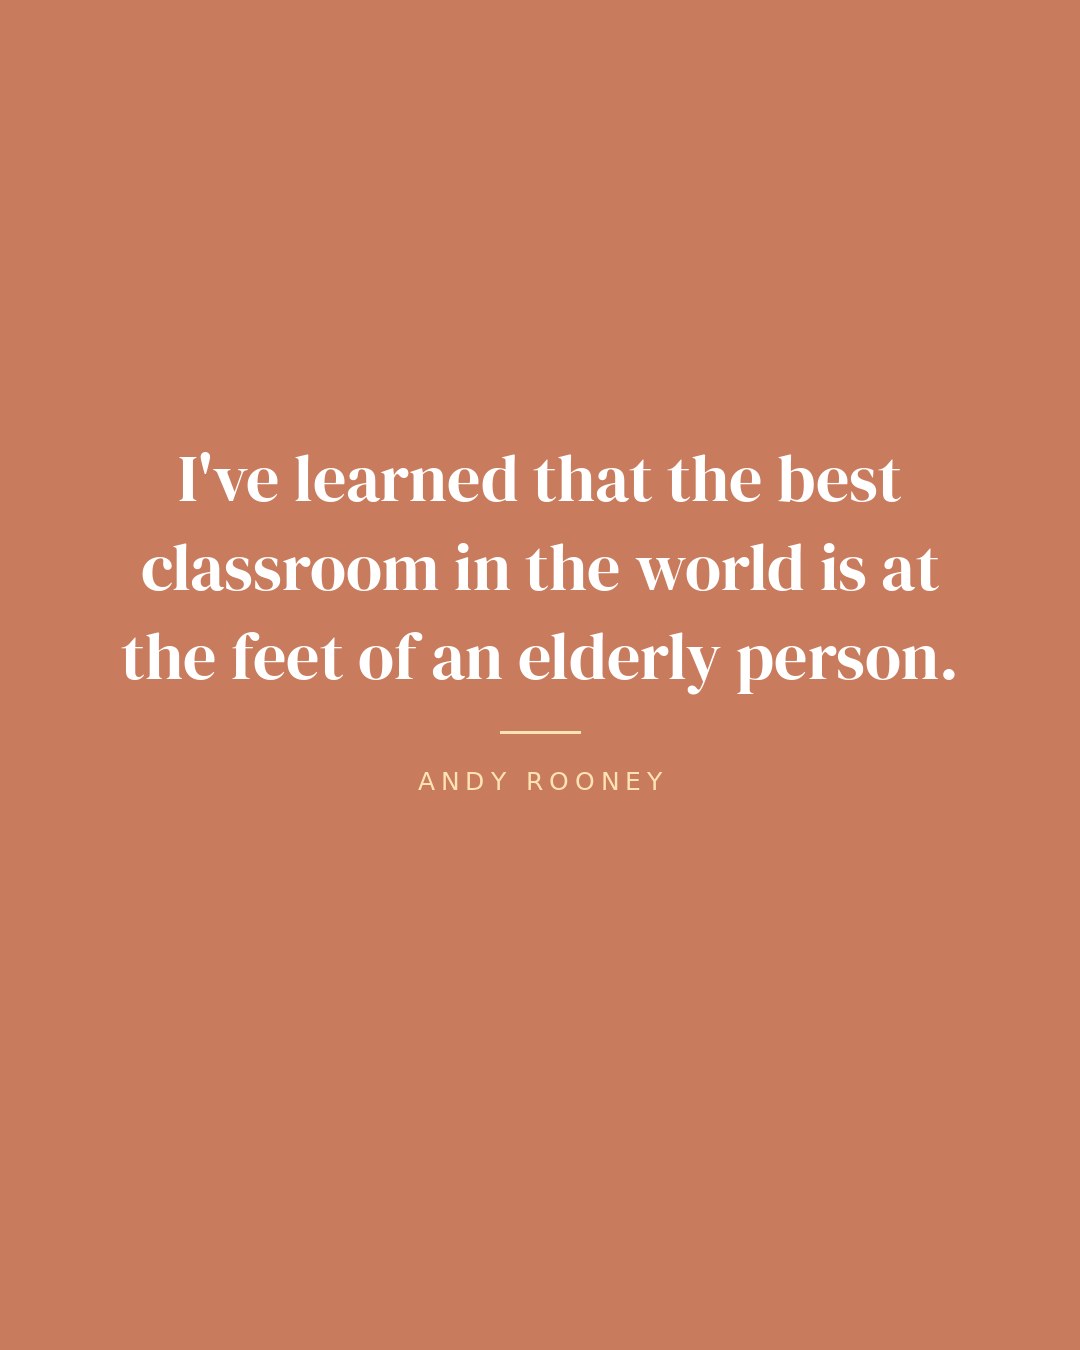 I've learned that the best
classroom in the world is at
the feet of an elderly person.
ANDY ROONEY